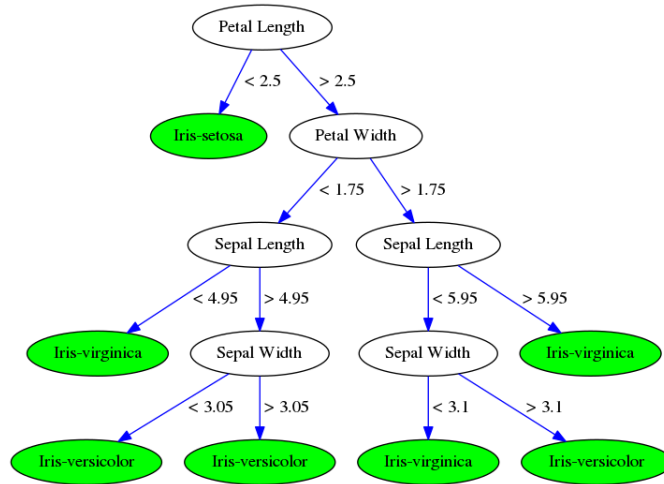 Petal Length
< 2.5 > 2.5
Iris-setosa Petal Width
< 1.75 > 1.75
Sepal Length Sepal Length
< 4.95 > 4.95 < 5.95 > 5.95
Iris-virginica Sepal Width Sepal Width Iris-virginica
< 3.05 > 3.05 < 3.1 > 3.1
Iris-versicolor Iris-versicolor Iris-virginica Iris-versicolor